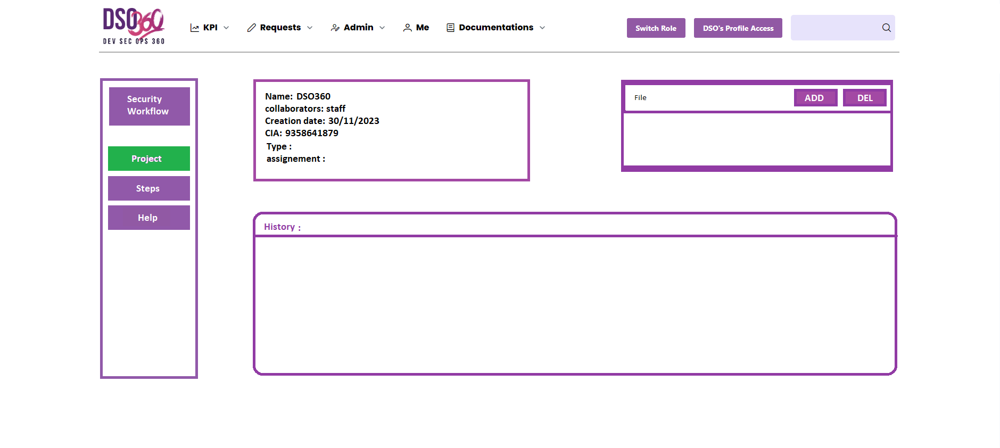 DSO360
DEV SEC OPS 360
KPI
Requests
Admin
Me
Documentations
Switch Role
DSO's Profile Access
Security
Workflow
Project
Steps
Help
Name: DSO360
collaborators: staff
Creation date: 30/11/2023
CIA: 9358641879
Type :
assignement :
File
ADD
DEL
History :